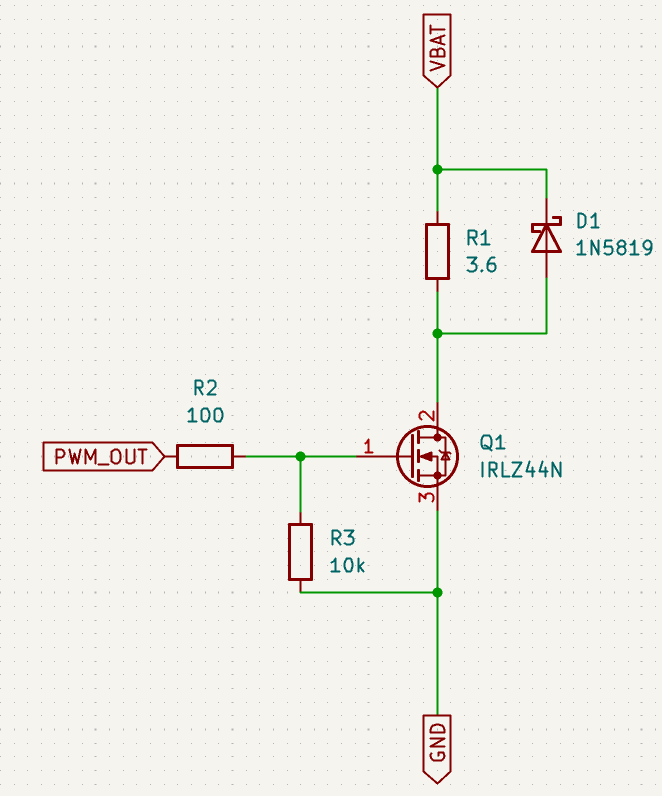 VBAT
D1
1N5819
R1
3.6
R2
100
2
PWM_OUT
1
Q1
IRLZ44N
3
R3
10k
GND